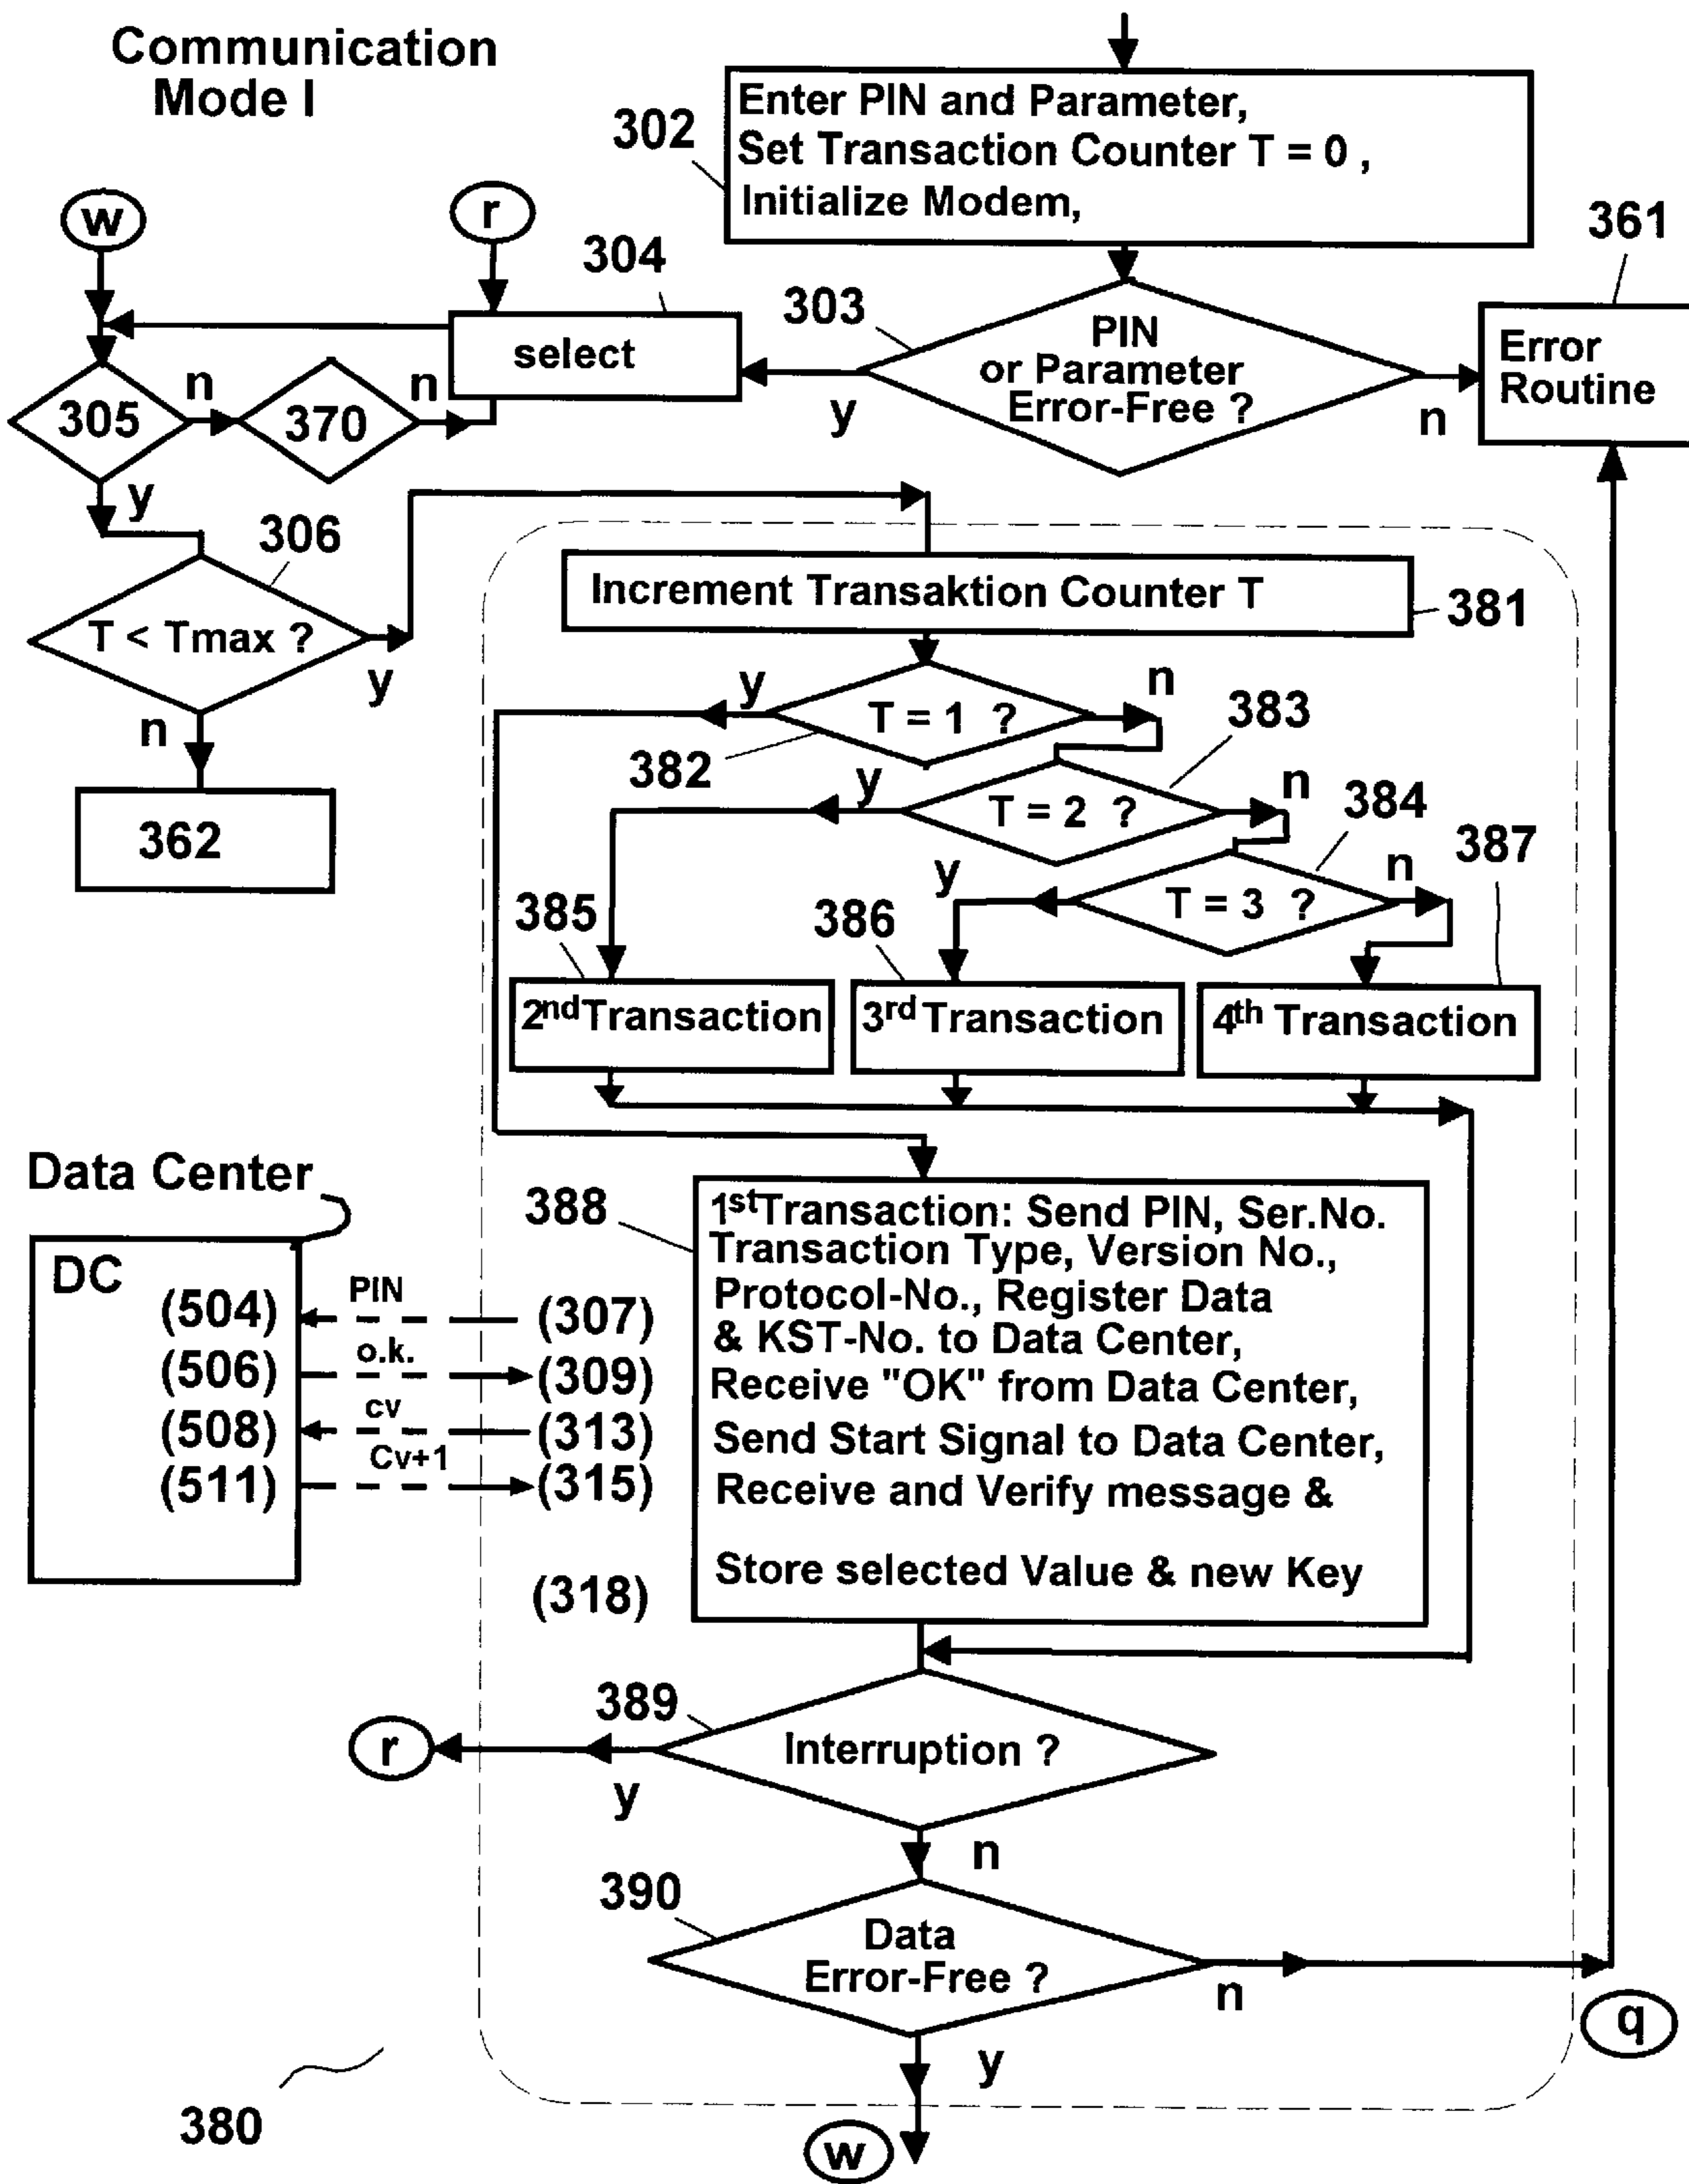 Communication
Mode I
302
Enter PIN and Parameter,
Set Transaction Counter T = 0 ,
Initialize Modem,
w
r
304
select
303
PIN
or Parameter
Error-Free ?
y
n
361
Error
Routine
305
n
370
n
y
306
T < Tmax ?
y
n
362
Increment Transaktion Counter T
381
y
T = 1 ?
n
382
383
y
T = 2 ?
n
384
y
T = 3 ?
n
387
385
386
2nd Transaction
3rd Transaction
4th Transaction
Data Center
DC
(504)
PIN
(307)
(506)
o.k.
(309)
(508)
cv
(313)
(511)
Cv+1
(315)
(318)
388
1st Transaction: Send PIN, Ser.No.
Transaction Type, Version No.,
Protocol-No., Register Data
& KST-No. to Data Center,
Receive "OK" from Data Center,
Send Start Signal to Data Center,
Receive and Verify message &
Store selected Value & new Key
389
r
Interruption ?
y
n
390
Data
Error-Free ?
n
q
y
380
w